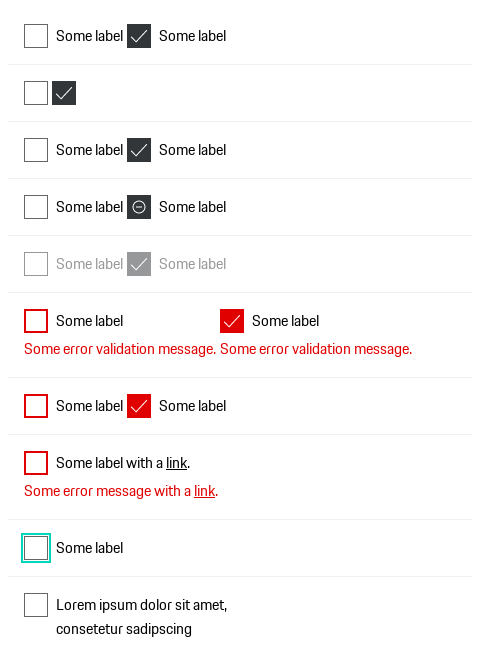 Some label Some label
Some label Some label
Some label Some label
Some label Some label
Some label Some label
Some error validation message. Some error validation message.
Some label Some label
Some label with a link.
Some error message with a link.
Some label
Lorem ipsum dolor sit amet,
consetetur sadipscing